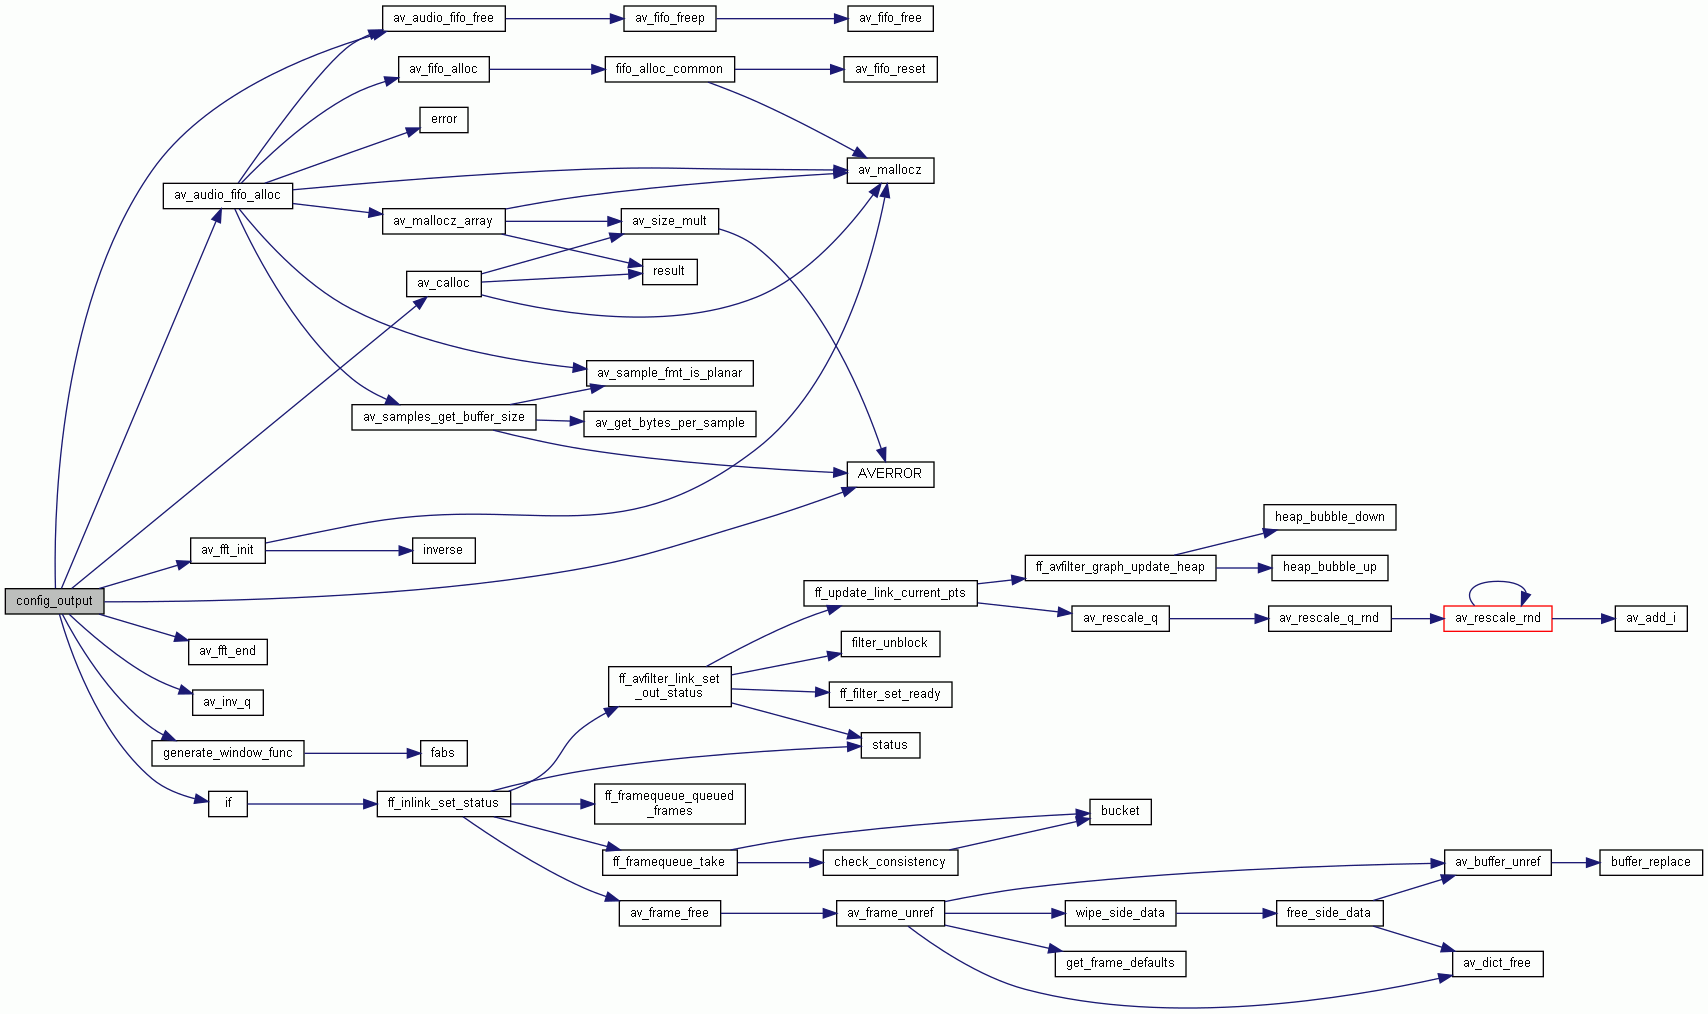 av_audio_fifo_free
av_fifo_freep
av_fifo_free
av_fifo_alloc
fifo_alloc_common
av_fifo_reset
error
av_mallocz
av_audio_fifo_alloc
av_mallocz_array
av_size_mult
result
av_calloc
av_sample_fmt_is_planar
av_samples_get_buffer_size
av_get_bytes_per_sample
AVERROR
heap_bubble_down
av_fft_init
inverse
ff_avfilter_graph_update_heap
heap_bubble_up
config_output
ff_update_link_current_pts
av_rescale_q
av_rescale_q_rnd
av_rescale_rnd
av_add_i
av_fft_end
filter_unblock
ff_avfilter_link_set
_out_status
ff_filter_set_ready
av_inv_q
status
generate_window_func
fabs
if
ff_inlink_set_status
ff_framequeue_queued
_frames
bucket
ff_framequeue_take
check_consistency
av_buffer_unref
buffer_replace
av_frame_free
av_frame_unref
wipe_side_data
free_side_data
get_frame_defaults
av_dict_free